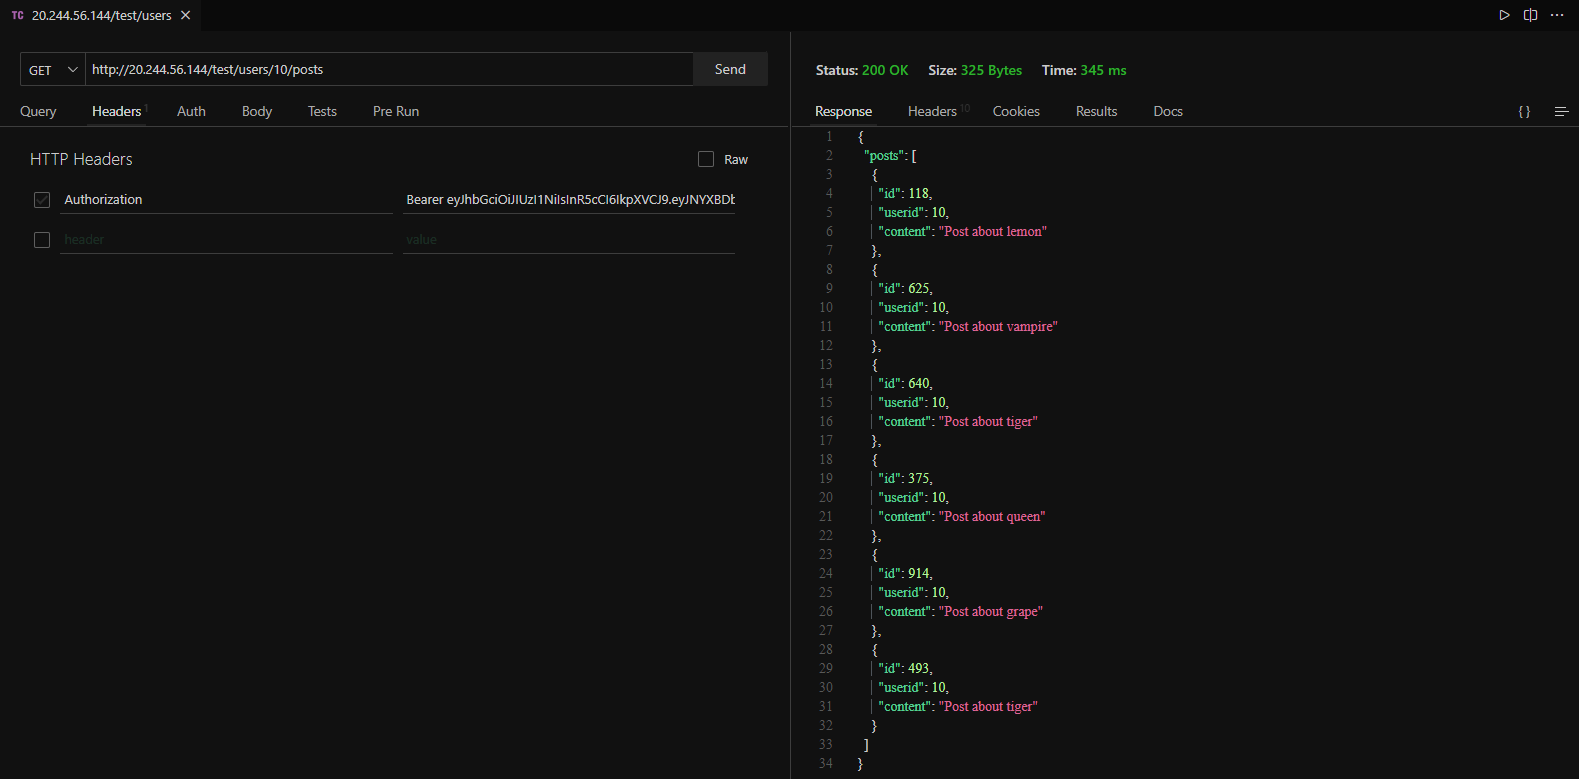 TC 20.244.56.144/test/users
GET http://20.244.56.144/test/users/10/posts Send
Query Headers 1 Auth Body Tests Pre Run
HTTP Headers Raw
Authorization Bearer eyJhbGciOiJIUzI1NiIsInR5cCI6IkpXVCJ9.eyJNYXBDb
header value
Status: 200 OK Size: 325 Bytes Time: 345 ms
Response Headers 10 Cookies Results Docs { }
1 {
2 "posts": [
3 {
4 "id": 118,
5 "userid": 10,
6 "content": "Post about lemon"
7 },
8 {
9 "id": 625,
10 "userid": 10,
11 "content": "Post about vampire"
12 },
13 {
14 "id": 640,
15 "userid": 10,
16 "content": "Post about tiger"
17 },
18 {
19 "id": 375,
20 "userid": 10,
21 "content": "Post about queen"
22 },
23 {
24 "id": 914,
25 "userid": 10,
26 "content": "Post about grape"
27 },
28 {
29 "id": 493,
30 "userid": 10,
31 "content": "Post about tiger"
32 }
33 ]
34 }